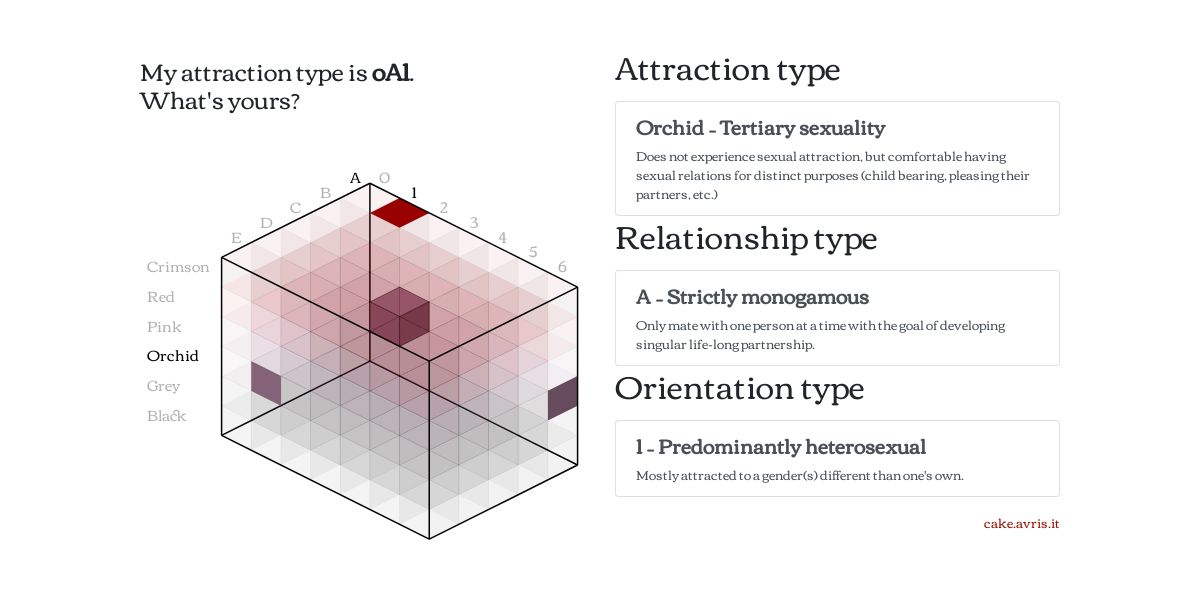 My attraction type is oA1.
What's yours?
A O
B 1
C 2
D 3
E 4
5
6
Crimson
Red
Pink
Orchid
Grey
Black
Attraction type
Orchid - Tertiary sexuality
Does not experience sexual attraction, but comfortable having
sexual relations for distinct purposes (child bearing, pleasing their
partners, etc.)
Relationship type
A - Strictly monogamous
Only mate with one person at a time with the goal of developing
singular life-long partnership.
Orientation type
1 - Predominantly heterosexual
Mostly attracted to a gender(s) different than one's own.
cake.avris.it